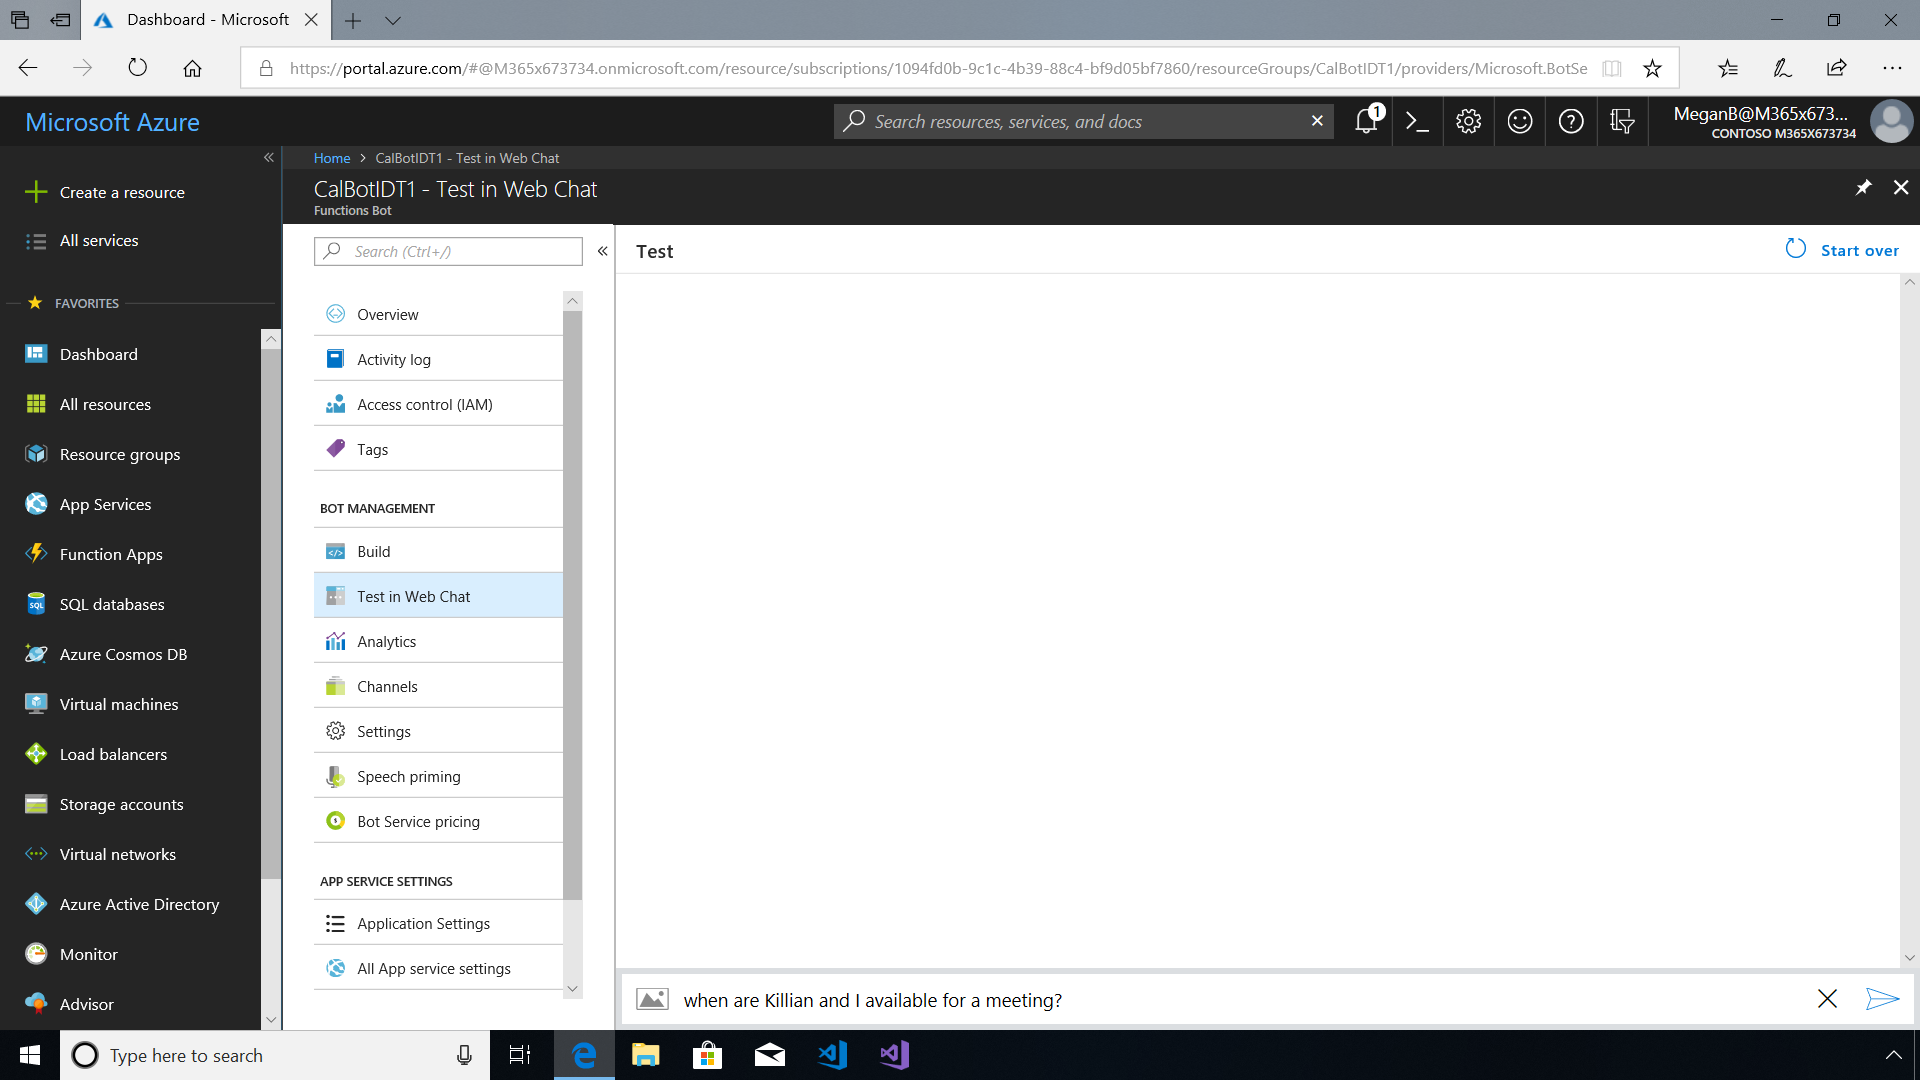 Dashboard - Microsoft
https://portal.azure.com/#@M365x673734.onmicrosoft.com/resource/subscriptions/1094fd0b-9c1c-4b39-88c4-bf9d05bf7860/resourceGroups/CalBotIDT1/providers/Microsoft.BotSe
Microsoft Azure
Search resources, services, and docs
1
MeganB@M365x673...
CONTOSO M365X673734
Home > CalBotIDT1 - Test in Web Chat
CalBotIDT1 - Test in Web Chat
Functions Bot
Create a resource
All services
FAVORITES
Dashboard
All resources
Resource groups
App Services
Function Apps
SQL databases
Azure Cosmos DB
Virtual machines
Load balancers
Storage accounts
Virtual networks
Azure Active Directory
Monitor
Advisor
Search (Ctrl+/)
Overview
Activity log
Access control (IAM)
Tags
BOT MANAGEMENT
Build
Test in Web Chat
Analytics
Channels
Settings
Speech priming
Bot Service pricing
APP SERVICE SETTINGS
Application Settings
All App service settings
Test
Start over
when are Killian and I available for a meeting?
Type here to search